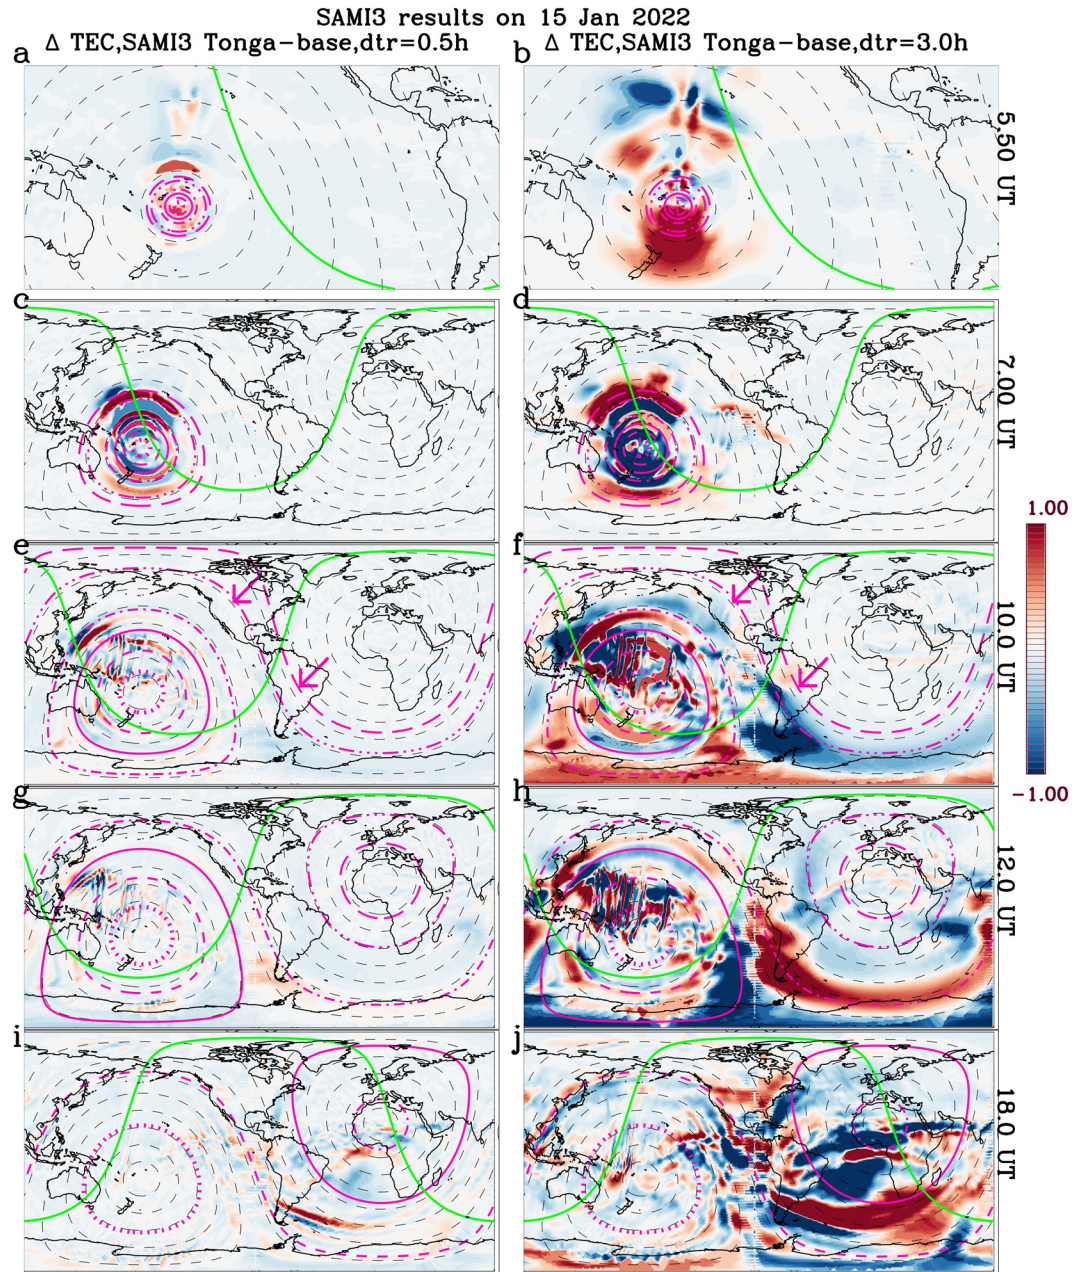 SAMI3 results on 15 Jan 2022
Δ TEC,SAMI3 Tonga-base,dtr=0.5h
Δ TEC,SAMI3 Tonga-base,dtr=3.0h
a
b
5.50 UT
c
d
7.00 UT
1.00
-1.00
e
f
10.0 UT
g
h
12.0 UT
i
j
18.0 UT